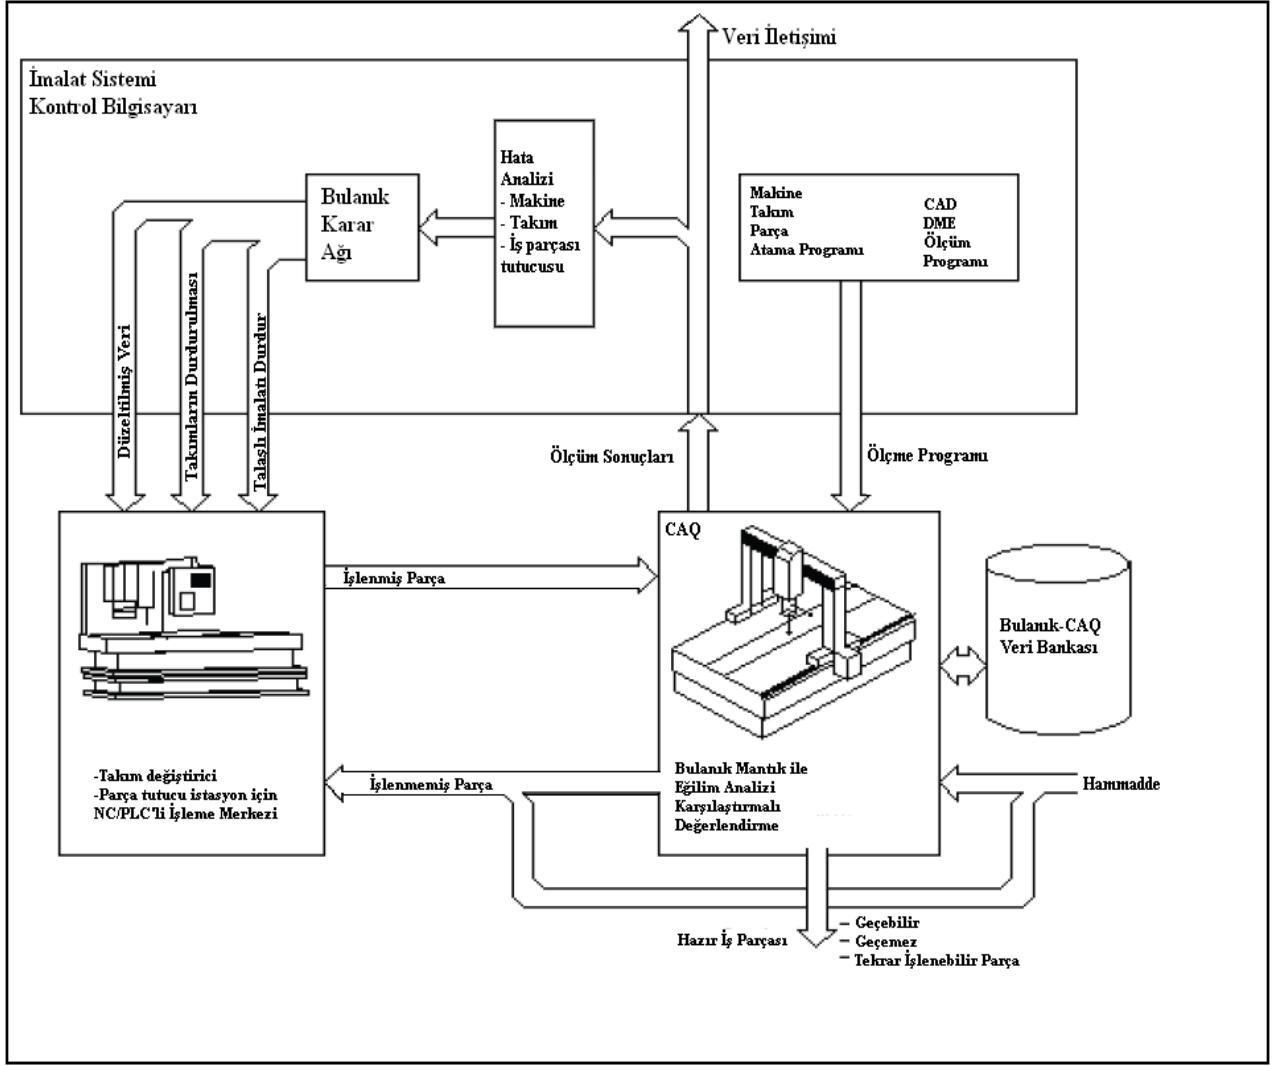 Veri İletişimi
İmalat Sistemi
Kontrol Bilgisayarı
Hata
Analizi
- Makine
- Takım
- İş parçası
tutucusu
Bulanık
Karar
Ağı
Makine
Takım
Parça
Atama Programı
CAD
DME
Ölçüm
Programı
Düzeltilmiş Veri
Takımların Durdurulması
Talaşlı İmalatı Durdur
Ölçüm Sonuçları
Ölçme Programı
CAQ
İşlenmiş Parça
Bulanık-CAQ
Veri Bankası
-Takım değiştirici
-Parça tutucu istasyon için
NC/PLC'li İşleme Merkezi
İşlenmemiş Parça
Bulanık Mantık ile
Eğilim Analizi
Karşılaştırmalı
Değerlendirme
Hammadde
Hazır İş Parçası
- Geçebilir
- Geçemez
- Tekrar İşlenebilir Parça